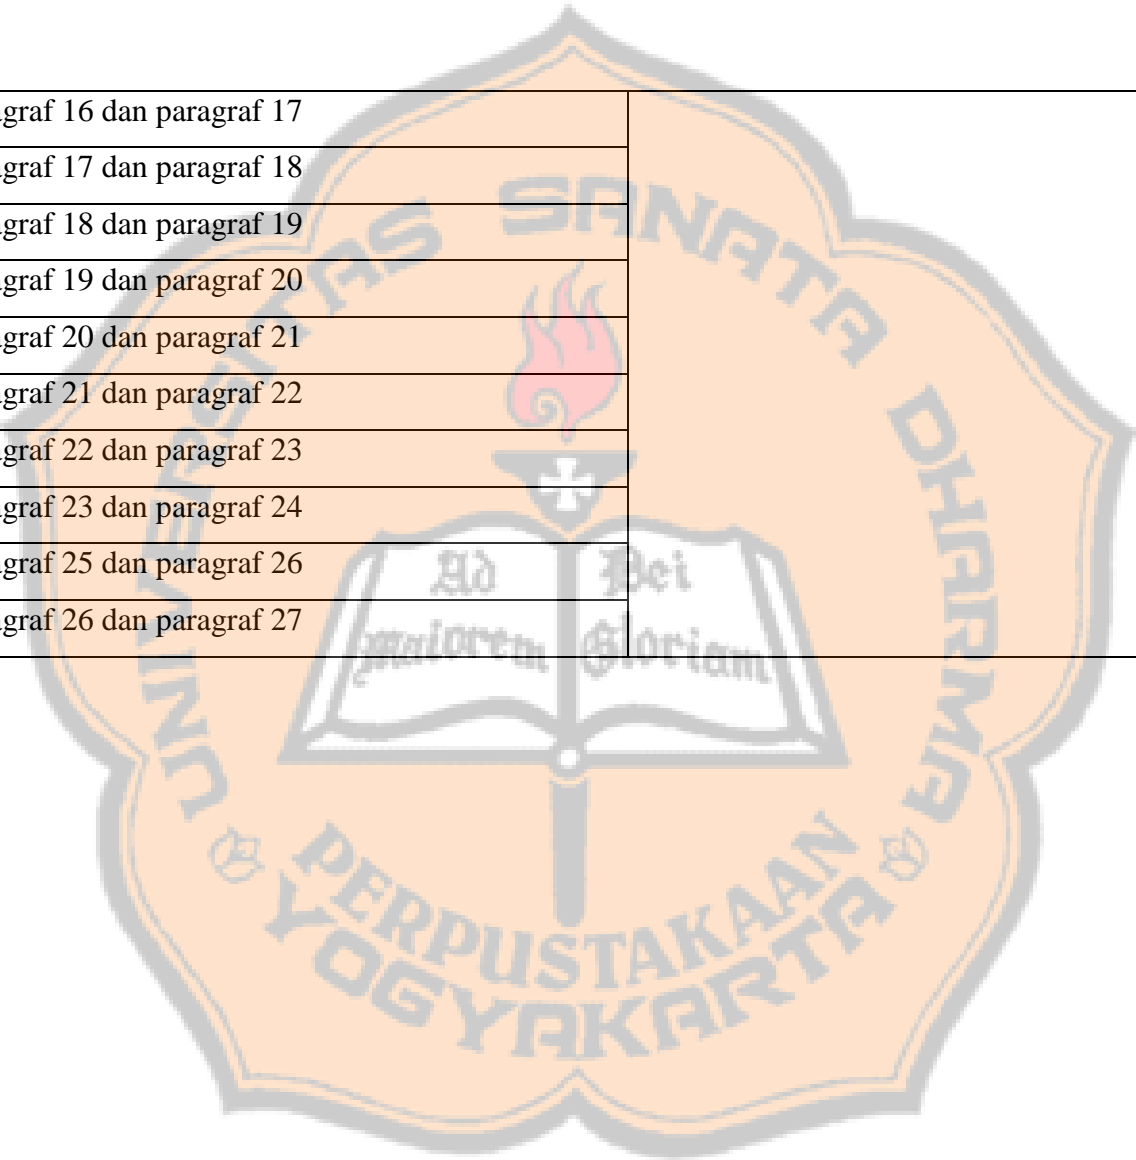 graf 16 dan paragraf 17
graf 17 dan paragraf 18
graf 18 dan paragraf 19
graf 19 dan paragraf 20
graf 20 dan paragraf 21
graf 21 dan paragraf 22
graf 22 dan paragraf 23
graf 23 dan paragraf 24
graf 25 dan paragraf 26
graf 26 dan paragraf 27
UNIVERSITAS SANATA DHARMA
Ad Dei
maiorem Gloriam
PERPUSTAKAAN
YOGYAKARTA